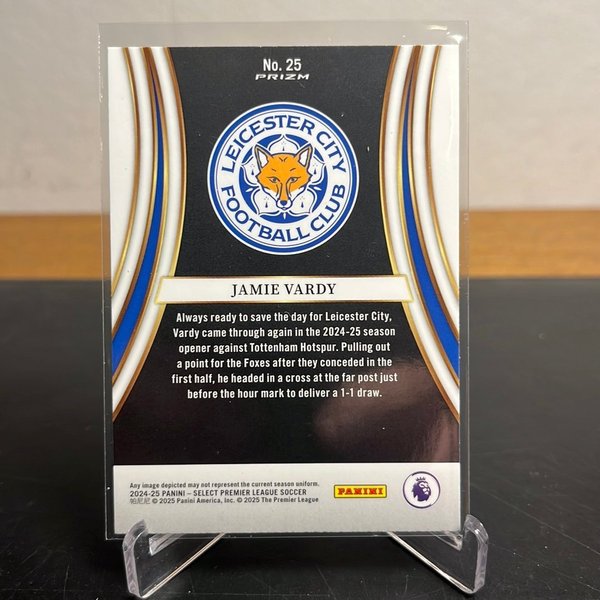 No. 25
PRIZM
LEICESTER CITY
FOOTBALL CLUB
JAMIE VARDY
Always ready to save the day for Leicester City,
Vardy came through again in the 2024-25 season
opener against Tottenham Hotspur. Pulling out
a point for the Foxes after they conceded in the
first half, he headed in a cross at the far post just
before the hour mark to deliver a 1-1 draw.
Any image depicted may not represent the current season uniform.
2024-25 PANINI – SELECT PREMIER LEAGUE SOCCER
帕尼尼 © 2025 Panini America, Inc. © 2025 The Premier League
PANINI